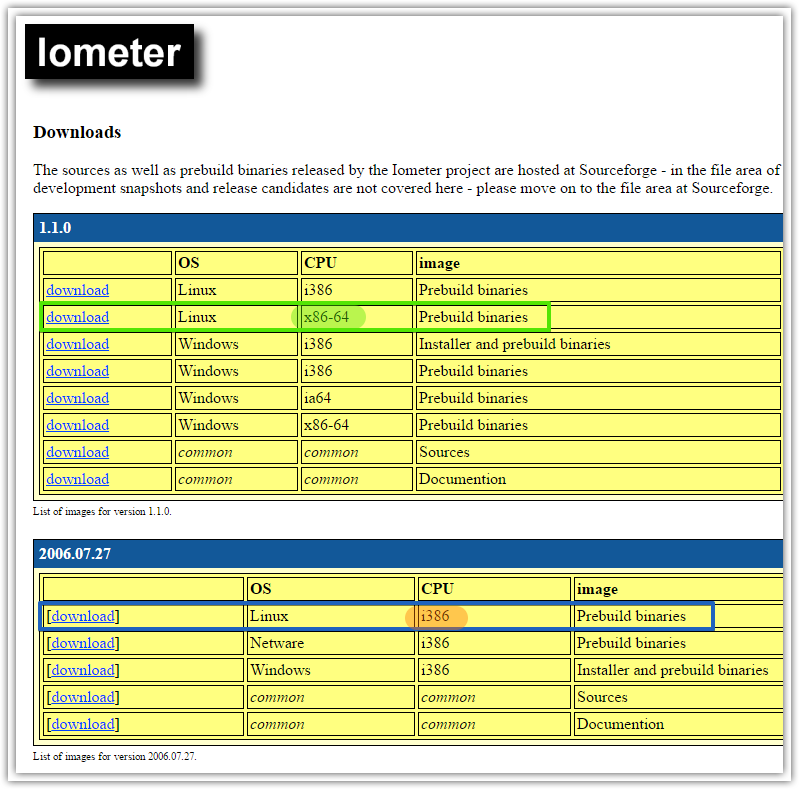 Iometer
Downloads
The sources as well as prebuild binaries released by the Iometer project are hosted at Sourceforge - in the file area of
development snapshots and release candidates are not covered here - please move on to the file area at Sourceforge.
1.1.0
OS CPU image
download Linux i386 Prebuild binaries
download Linux x86-64 Prebuild binaries
download Windows i386 Installer and prebuild binaries
download Windows i386 Prebuild binaries
download Windows ia64 Prebuild binaries
download Windows x86-64 Prebuild binaries
download common common Sources
download common common Documention
List of images for version 1.1.0.
2006.07.27
OS CPU image
[download] Linux i386 Prebuild binaries
[download] Netware i386 Prebuild binaries
[download] Windows i386 Installer and prebuild binaries
[download] common common Sources
[download] common common Documention
List of images for version 2006.07.27.